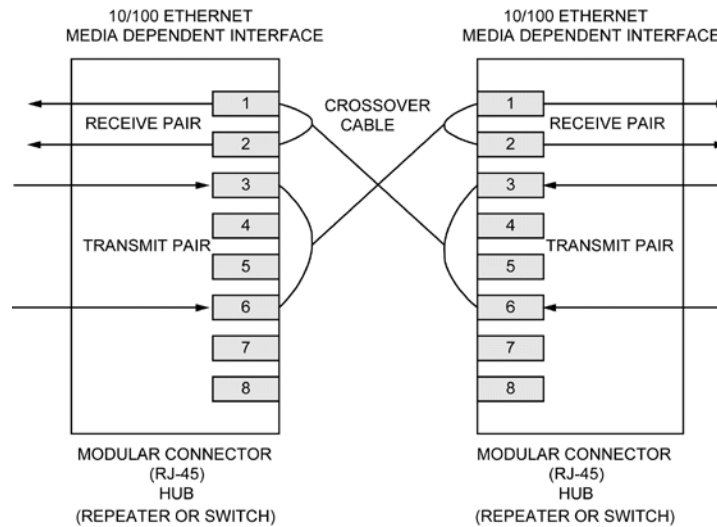 10/100 ETHERNET
MEDIA DEPENDENT INTERFACE
10/100 ETHERNET
MEDIA DEPENDENT INTERFACE
1
RECEIVE PAIR
2
3
4
TRANSMIT PAIR
5
6
7
8
CROSSOVER
CABLE
1
RECEIVE PAIR
2
3
4
TRANSMIT PAIR
5
6
7
8
MODULAR CONNECTOR
(RJ-45)
HUB
(REPEATER OR SWITCH)
MODULAR CONNECTOR
(RJ-45)
HUB
(REPEATER OR SWITCH)